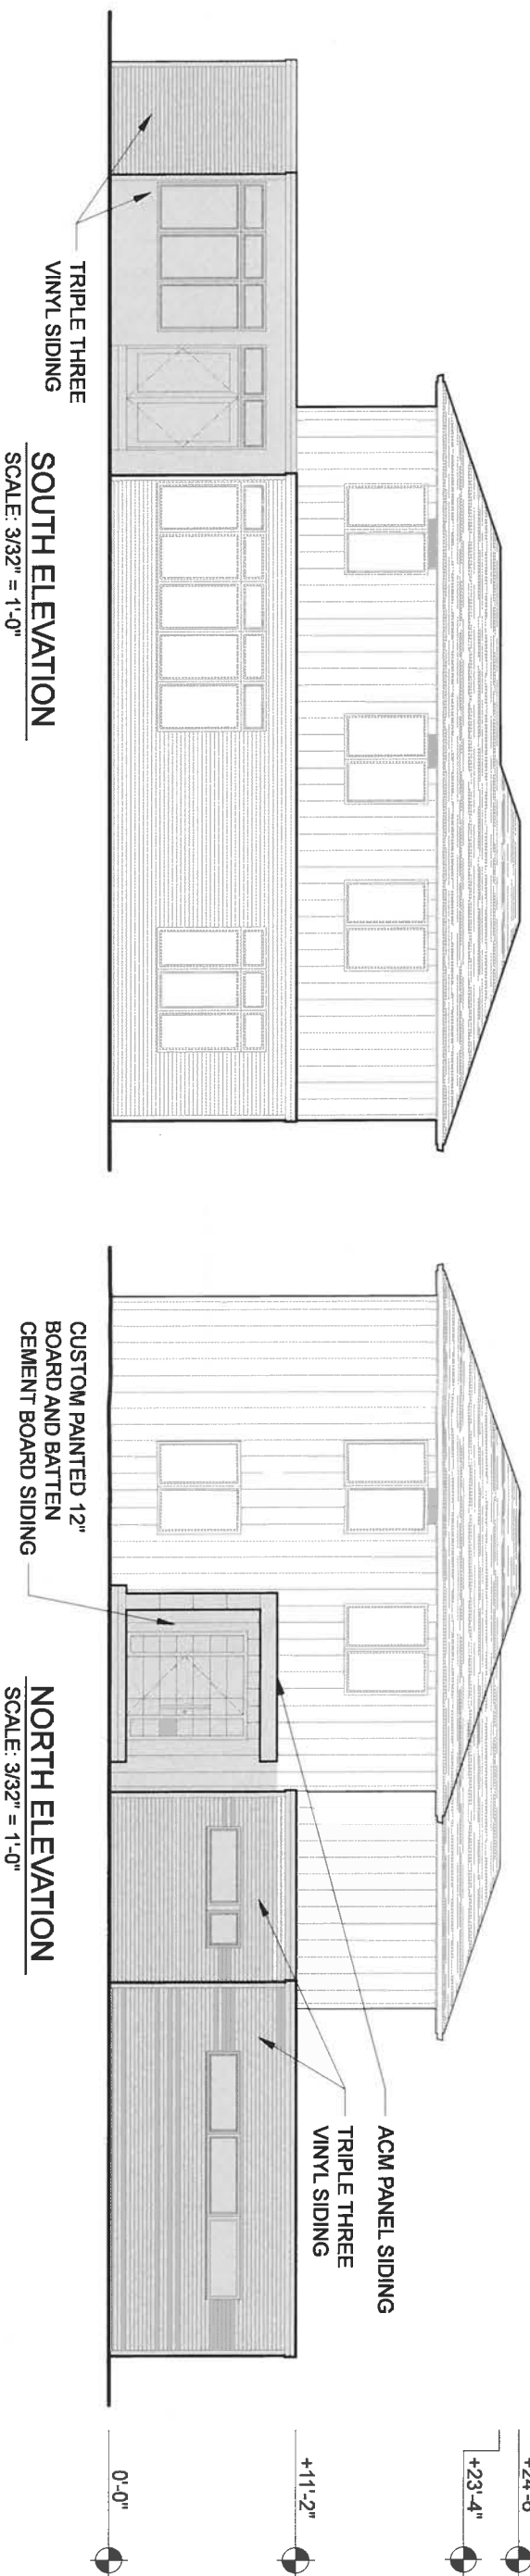 TRIPLE THREE
VINYL SIDING
SOUTH ELEVATION
SCALE: 3/32" = 1'-0"
CUSTOM PAINTED 12"
BOARD AND BATTEN
CEMENT BOARD SIDING
NORTH ELEVATION
SCALE: 3/32" = 1'-0"
ACM PANEL SIDING
TRIPLE THREE
VINYL SIDING
+23'-4"
+11'-2"
0'-0"